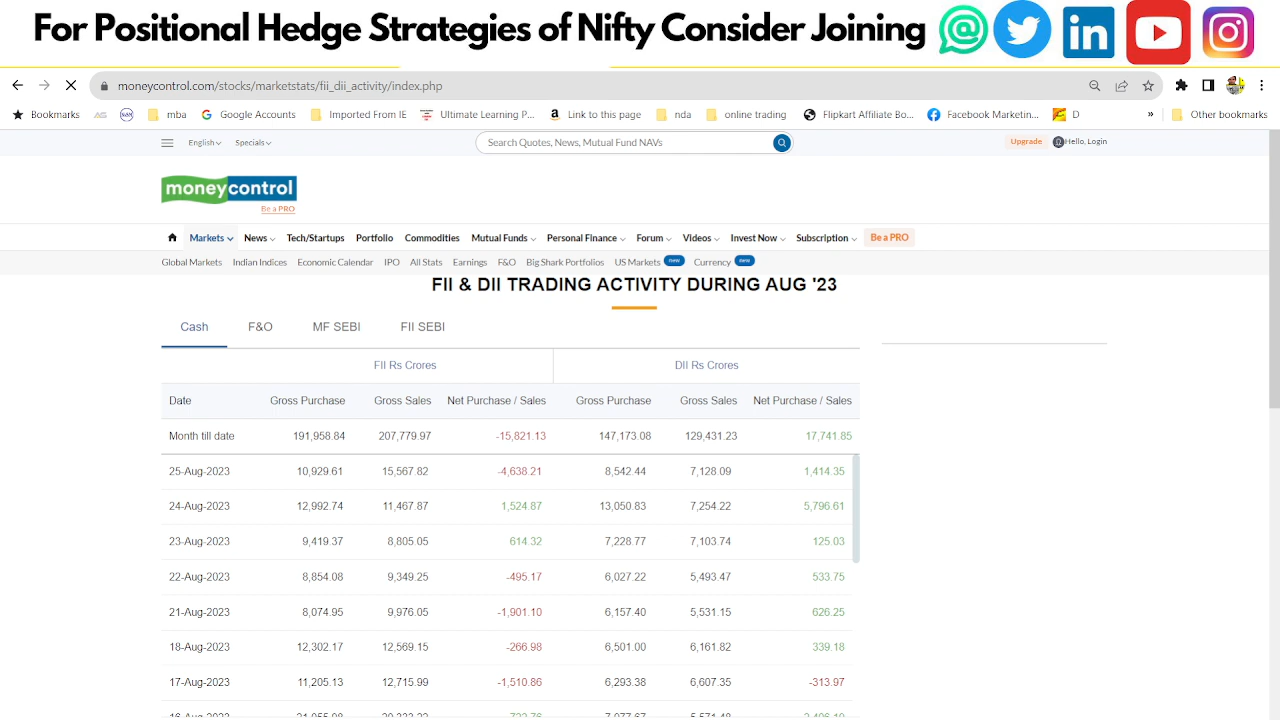 For Positional Hedge Strategies of Nifty Consider Joining
moneycontrol.com/stocks/marketstats/fii_dii_activity/index.php
Bookmarks mba Google Accounts Imported From IE Ultimate Learning P... Link to this page nda online trading Flipkart Affiliate Bo... Facebook Marketin... D » Other bookmarks
English Specials Search Quotes, News, Mutual Fund NAVs Upgrade Hello, Login
moneycontrol
Be a PRO
Markets News Tech/Startups Portfolio Commodities Mutual Funds Personal Finance Forum Videos Invest Now Subscription Be a PRO
Global Markets Indian Indices Economic Calendar IPO All Stats Earnings F&O Big Shark Portfolios US Markets new Currency new
FII & DII TRADING ACTIVITY DURING AUG '23
Cash F&O MF SEBI FII SEBI
FII Rs Crores DII Rs Crores
Date Gross Purchase Gross Sales Net Purchase / Sales Gross Purchase Gross Sales Net Purchase / Sales
Month till date 191,958.84 207,779.97 -15,821.13 147,173.08 129,431.23 17,741.85
25-Aug-2023 10,929.61 15,567.82 -4,638.21 8,542.44 7,128.09 1,414.35
24-Aug-2023 12,992.74 11,467.87 1,524.87 13,050.83 7,254.22 5,796.61
23-Aug-2023 9,419.37 8,805.05 614.32 7,228.77 7,103.74 125.03
22-Aug-2023 8,854.08 9,349.25 -495.17 6,027.22 5,493.47 533.75
21-Aug-2023 8,074.95 9,976.05 -1,901.10 6,157.40 5,531.15 626.25
18-Aug-2023 12,302.17 12,569.15 -266.98 6,501.00 6,161.82 339.18
17-Aug-2023 11,205.13 12,715.99 -1,510.86 6,293.38 6,607.35 -313.97